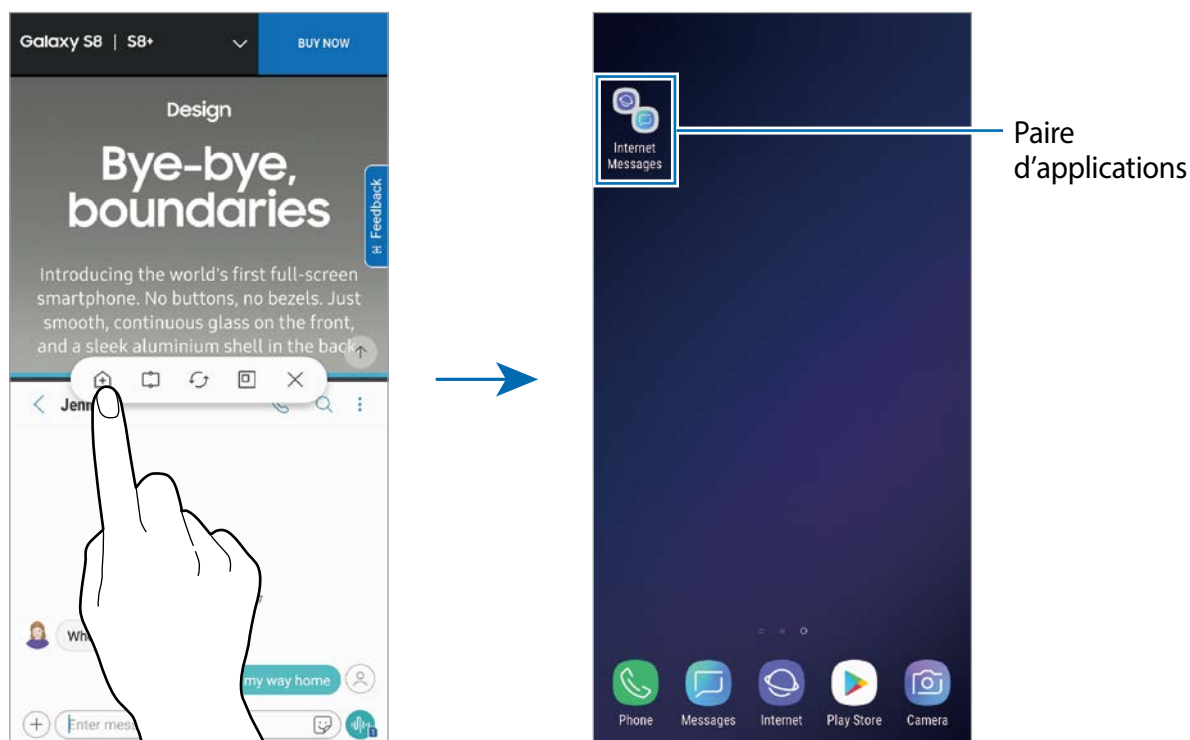 Galaxy S8 | S8+
BUY NOW
Design
Bye-bye,
boundaries
Feedback
Introducing the world's first full-screen
smartphone. No buttons, no bezels. Just
smooth, continuous glass on the front,
and a sleek aluminium shell in the back
my way home
Internet
Messages
Phone
Messages
Internet
Play Store
Camera
Paire
d'applications